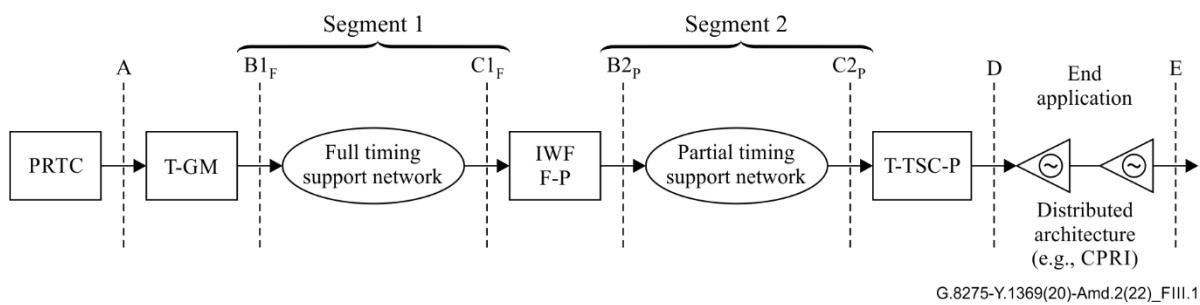 Segment 1
Segment 2
A
B1F
C1F
B2P
C2P
D
End
application
E
PRTC
T-GM
Full timing
support network
IWF
F-P
Partial timing
support network
T-TSC-P
Distributed
architecture
(e.g., CPRI)
G.8275-Y.1369(20)-Amd.2(22)_FIII.1